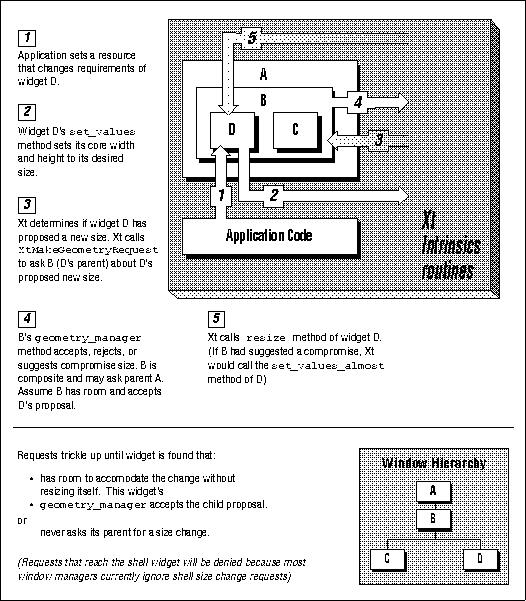 1
Application sets a resource
that changes requirements of
widget D.
2
Widget D's set_values
method sets its core width
and height to its desired
size.
3
Xt determines if widget D has
proposed a new size. Xt calls
XtMakeGeometryRequest
to ask B (D's parent) about D's
proposed new size.
5
A
B
4
D
C
3
1
2
Application Code
Xt
Intrinsics
routines
4
B's geometry_manager
method accepts, rejects, or
suggests compromise size. B is
composite and may ask parent A.
Assume B has room and accepts
D's proposal.
5
Xt calls resize method of widget D.
(If B had suggested a compromise, Xt
would call the set_values_almost
method of D)
Requests trickle up until widget is found that:
• has room to accomodate the change without
resizing itself. This widget's
• geometry_manager accepts the child proposal.
or
never asks its parent for a size change.
(Requests that reach the shell widget will be denied because most
window managers currently ignore shell size change requests)
Window Hierarchy
A
B
C
D